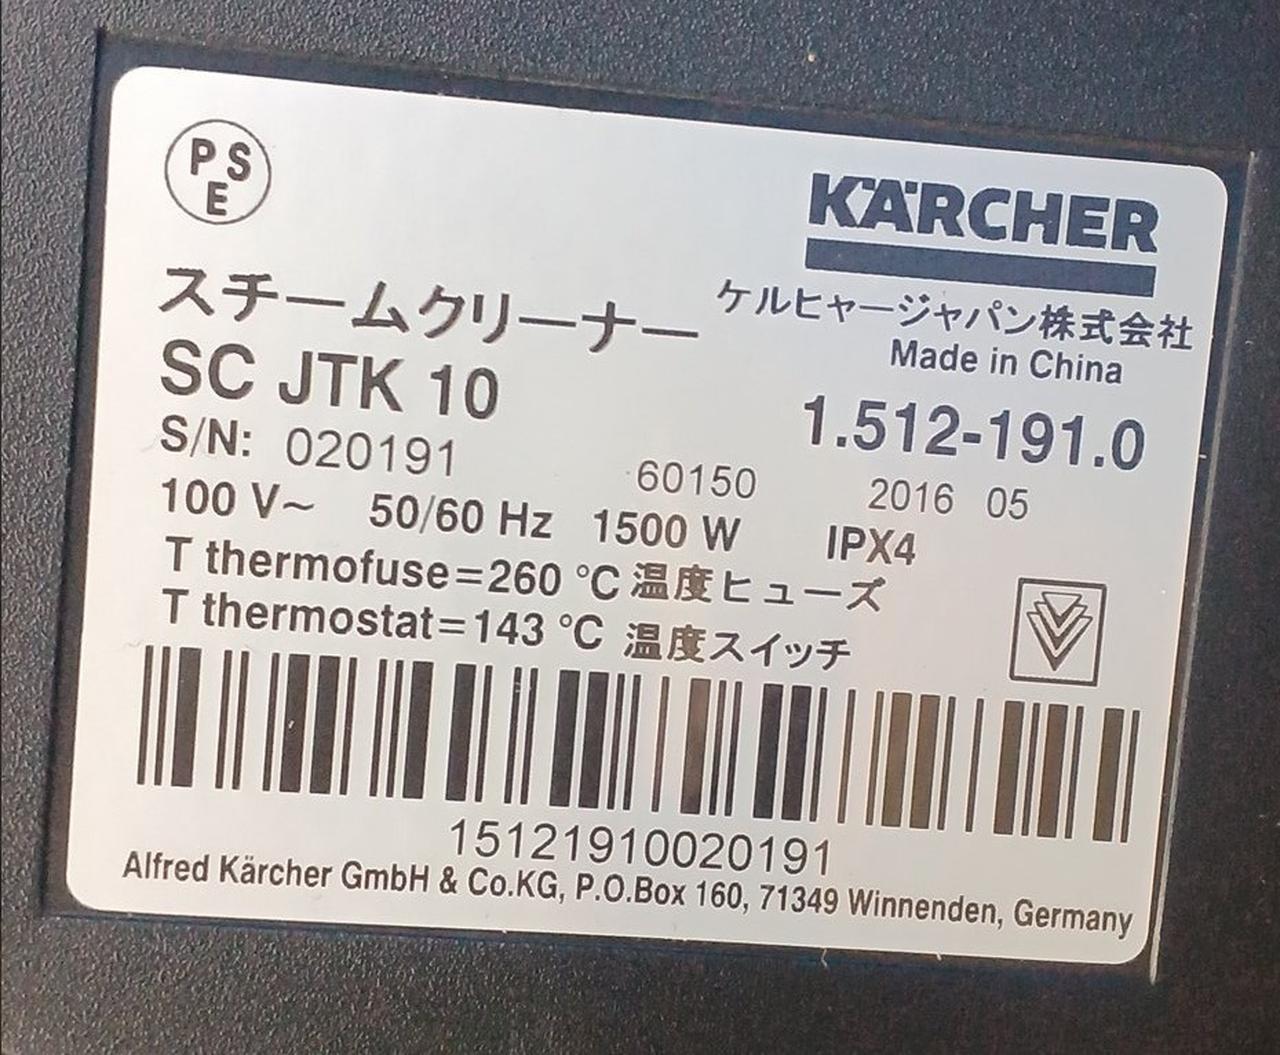 PS
E
KÄRCHER
スチームクリーナー
ケルヒャージャパン株式会社
Made in China
SC JTK 10
1.512-191.0
S/N: 020191 60150 2016 05
100 V~ 50/60 Hz 1500 W IPX4
T thermofuse=260 °C 温度ヒューズ
T thermostat=143 °C 温度スイッチ
15121910020191
Alfred Kärcher GmbH & Co.KG, P.O.Box 160, 71349 Winnenden, Germany